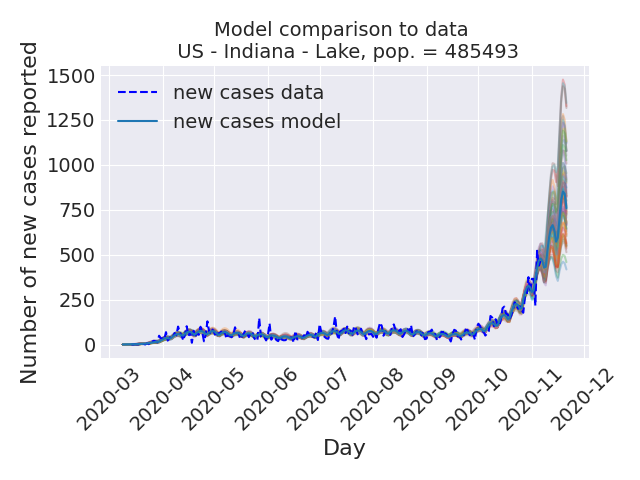 Model comparison to data
US - Indiana - Lake, pop. = 485493
Number of new cases reported
1500
1250
1000
750
500
250
0
new cases data
new cases model
2020-03
2020-04
2020-05
2020-06
2020-07
2020-08
2020-09
2020-10
2020-11
2020-12
Day